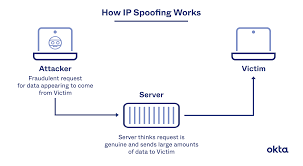 How IP Spoofing Works
Attacker
Fraudulent request
for data appearing to come
from Victim
Victim
Server
Server thinks request is
genuine and sends large amounts
of data to Victim
okta